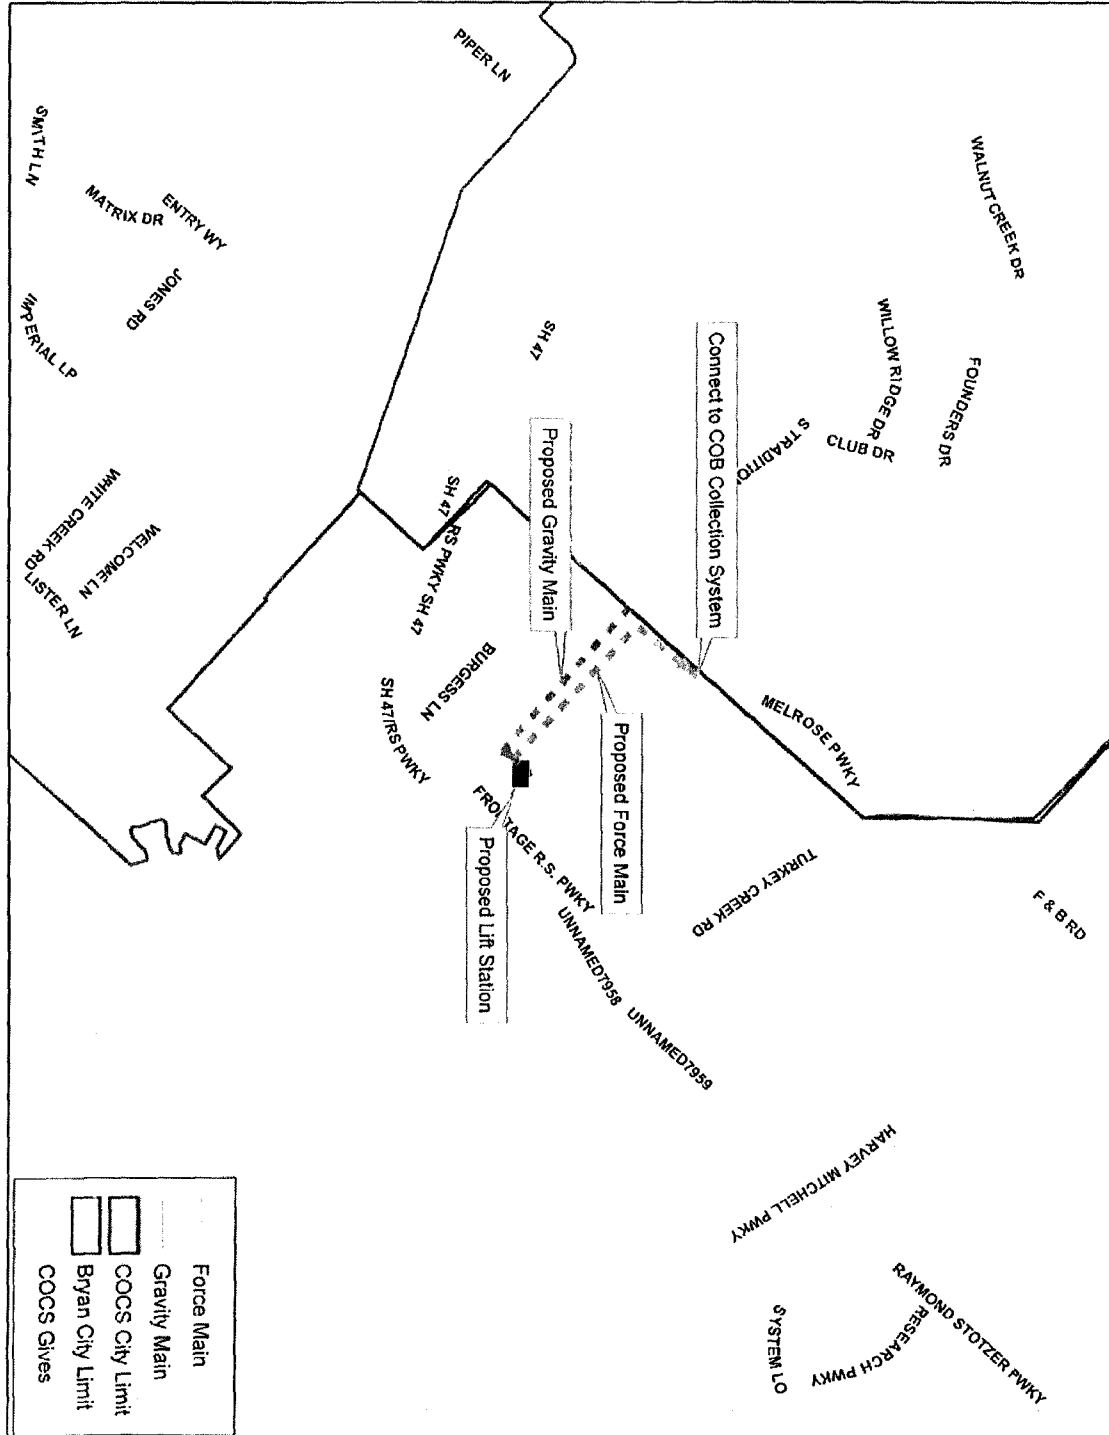 PIPER LN
SMITH LN
MATRIX DR
ENTRY WY
JONES RD
IMPERIAL LP
WALNUT CREEK DR
WILLOW RIDGE DR
FOUNDERS DR
CLUB DR
S TRADITIO
SH 47
Connect to COB Collection System
Proposed Gravity Main
SH 47
RS PWKY SH 47
WHITE CREEK RD
WELCOME LN
LISTER LN
BURGESS LN
SH 47/RS PWKY
MELROSE PWKY
Proposed Force Main
FRO TAGE R.S. PWKY
Proposed Lift Station
TURKEY CREEK RD
F & B RD
UNNAMED7958
UNNAMED7959
HARVEY MITCHELL PWKY
RAYMOND STOTZER PWKY
RESEARCH PWKY
SYSTEM LO
Force Main
Gravity Main
COCS City Limit
Bryan City Limit
COCS Gives